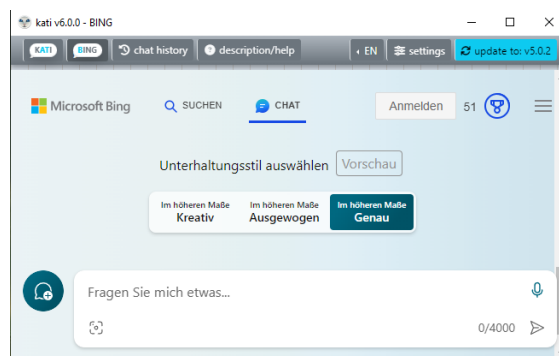 kati v6.0.0 - BING
KATI BING chat history description/help EN settings update to: v5.0.2
Microsoft Bing SUCHEN CHAT Anmelden 51
Unterhaltungsstil auswählen Vorschau
Im höheren Maße Im höheren Maße Im höheren Maße
Kreativ Ausgewogen Genau
Fragen Sie mich etwas...
0/4000